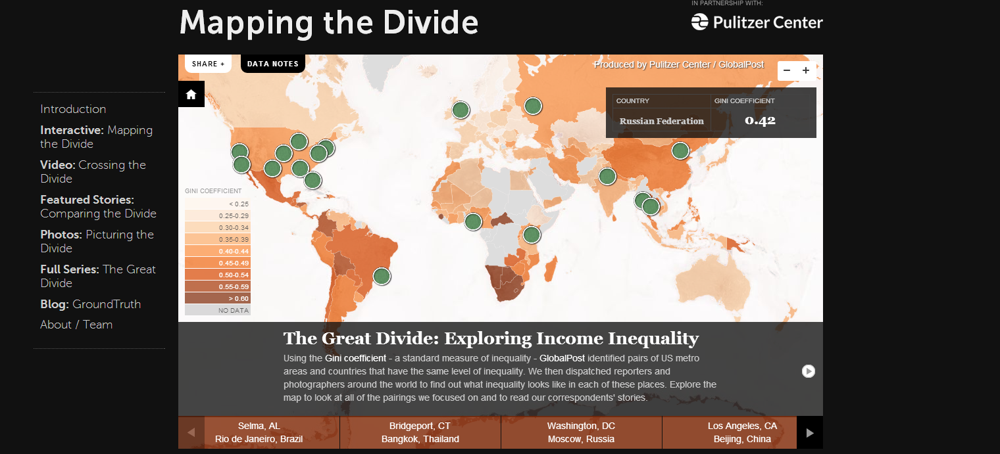 IN PARTNERSHIP WITH:
Mapping the Divide
Pulitzer Center
SHARE +
DATA NOTES
Produced by Pulitzer Center / GlobalPost
− +
COUNTRY GINI COEFFICIENT
Russian Federation 0.42
Introduction
Interactive: Mapping
the Divide
Video: Crossing the
Divide
Featured Stories:
Comparing the Divide
Photos: Picturing the
Divide
Full Series: The Great
Divide
Blog: GroundTruth
About / Team
GINI COEFFICIENT
< 0.25
0.25-0.29
0.30-0.34
0.35-0.39
0.40-0.44
0.45-0.49
0.50-0.54
0.55-0.59
> 0.60
NO DATA
The Great Divide: Exploring Income Inequality
Using the Gini coefficient - a standard measure of inequality - GlobalPost identified pairs of US metro
areas and countries that have the same level of inequality. We then dispatched reporters and
photographers around the world to find out what inequality looks like in each of these places. Explore the
map to look at all of the pairings we focused on and to read our correspondents' stories.
Selma, AL
Rio de Janeiro, Brazil
Bridgeport, CT
Bangkok, Thailand
Washington, DC
Moscow, Russia
Los Angeles, CA
Beijing, China